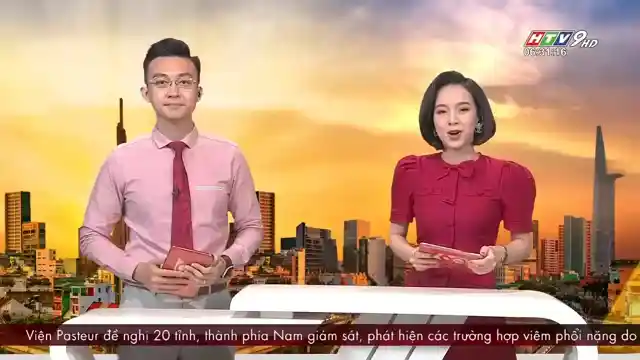 HTV9HD
Viện Pasteur đề nghị 20 tỉnh, thành phía Nam giám sát, phát hiện các trường hợp viêm phổi nặng do